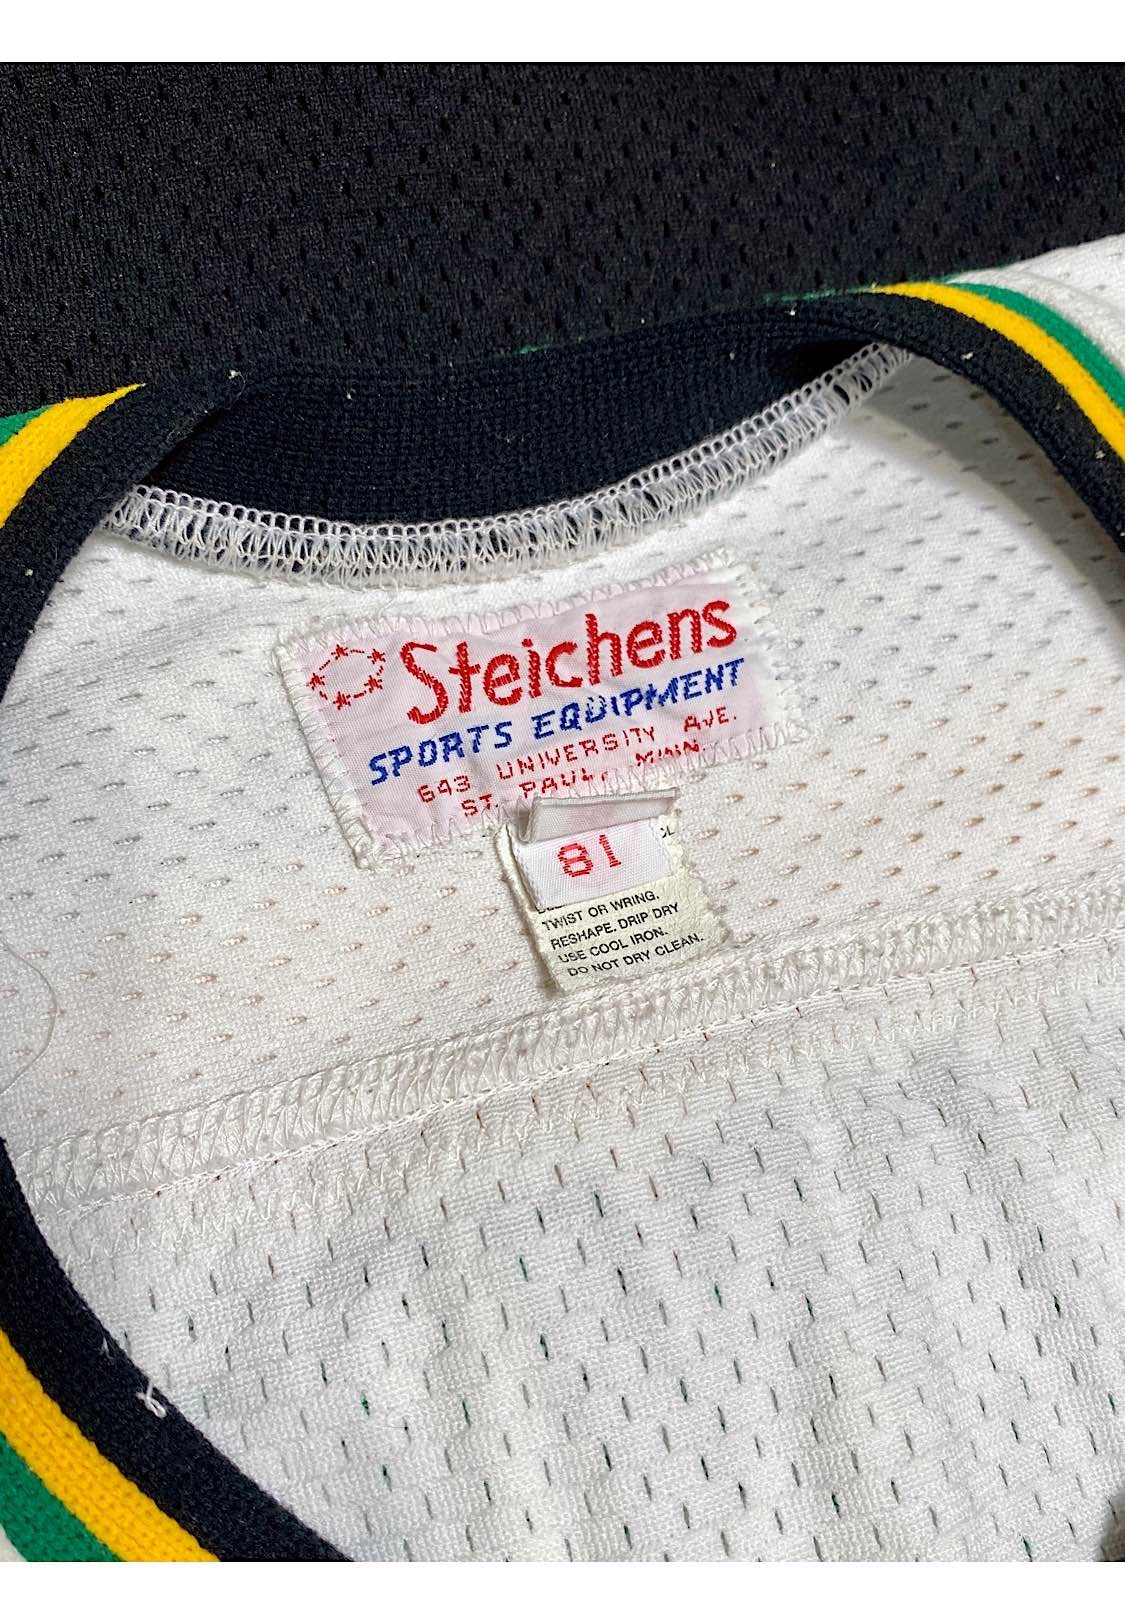 Steichens
SPORTS EQUIPMENT
643 UNIVERSITY AVE.
ST. PAUL, MINN.
81
CL
TWIST OR WRING.
RESHAPE. DRIP DRY
USE COOL IRON.
DO NOT DRY CLEAN.